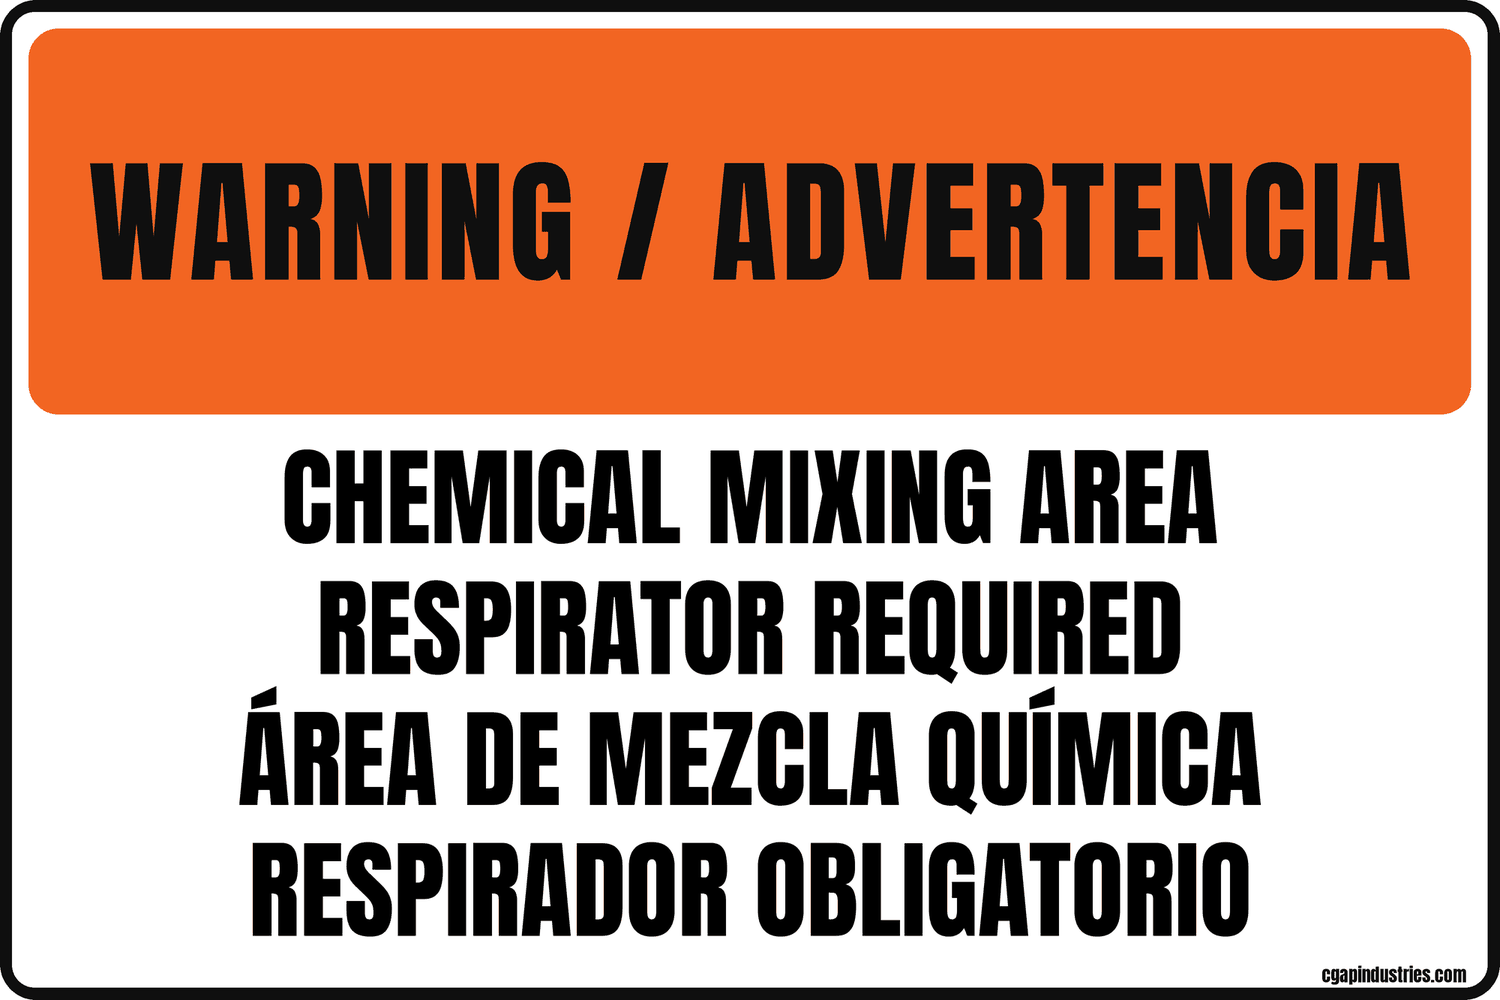 WARNING / ADVERTENCIA
CHEMICAL MIXING AREA
RESPIRATOR REQUIRED
ÁREA DE MEZCLA QUÍMICA
RESPIRADOR OBLIGATORIO
cgapindustries.com